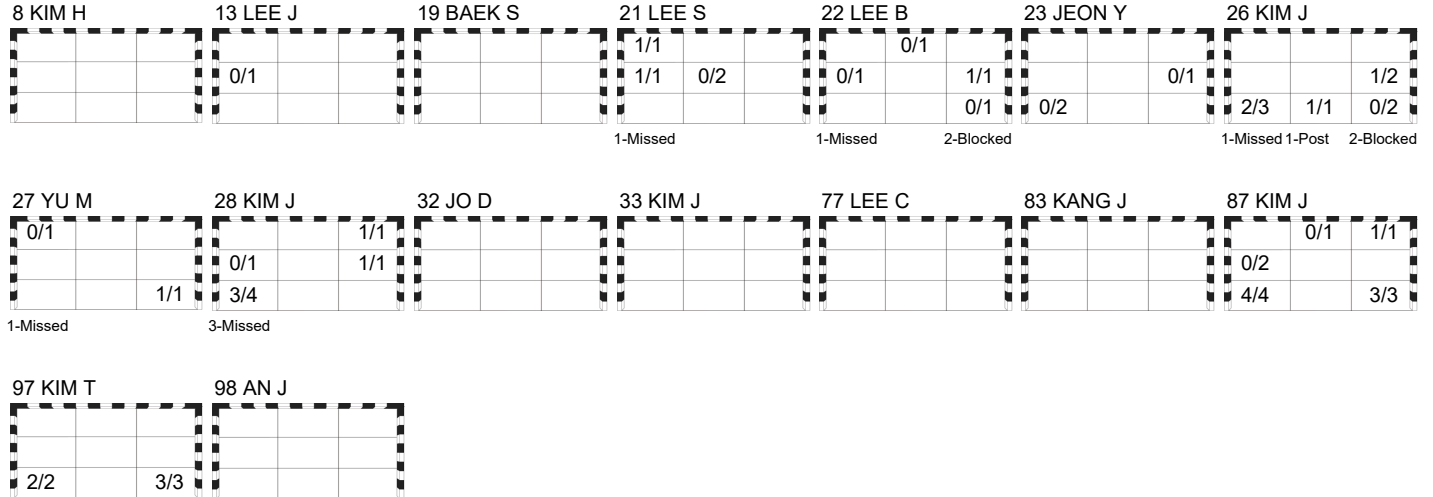 8 KIM H 13 LEE J 19 BAEK S 21 LEE S 22 LEE B 23 JEON Y 26 KIM J
1/1 0/1
0/1 1/1 0/2 0/1 1/1 0/1 1/2
0/1 0/2 2/3 1/1 0/2
1-Missed 1-Missed 2-Blocked 1-Missed 1-Post 2-Blocked
27 YU M 28 KIM J 32 JO D 33 KIM J 77 LEE C 83 KANG J 87 KIM J
0/1 1/1 0/1 1/1
0/1 1/1 0/2
1/1 3/4 4/4 3/3
1-Missed 3-Missed
97 KIM T 98 AN J
2/2 3/3